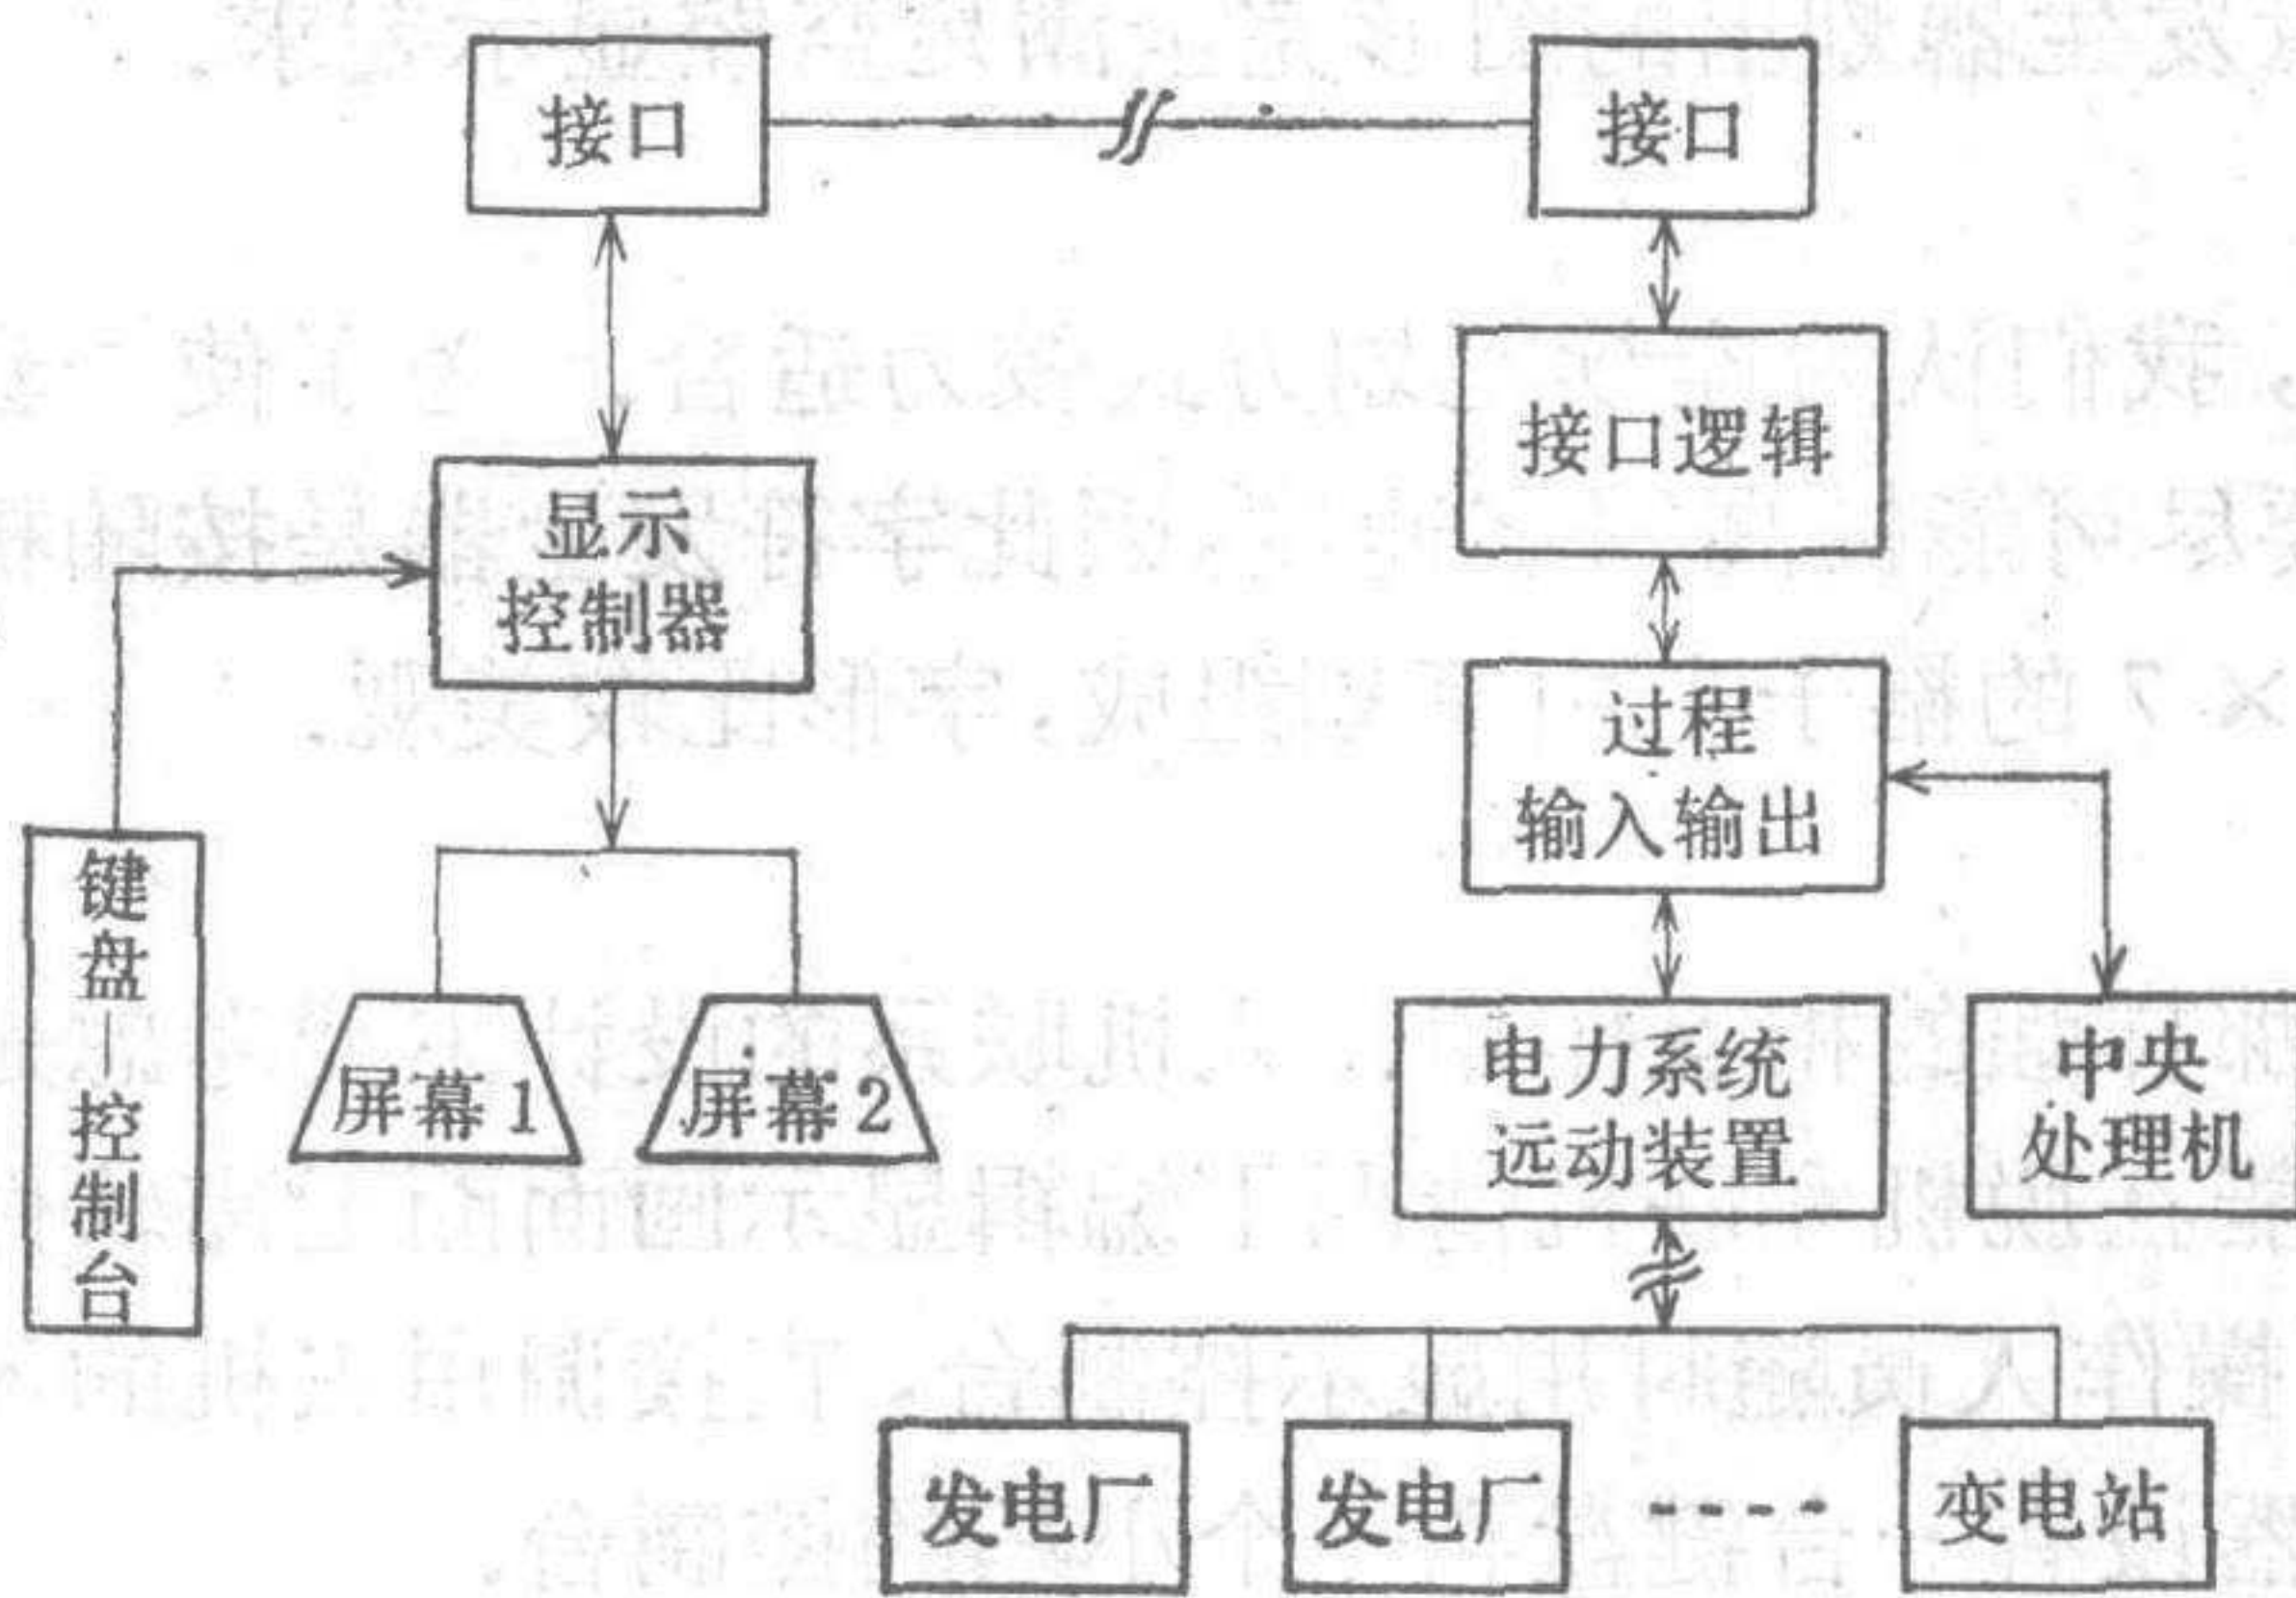 接口
接口
接口逻辑
显示
控制器
过程
输入输出
键盘—控制台
屏幕1
屏幕2
电力系统
远动装置
中央
处理机
发电厂
发电厂
----
变电站